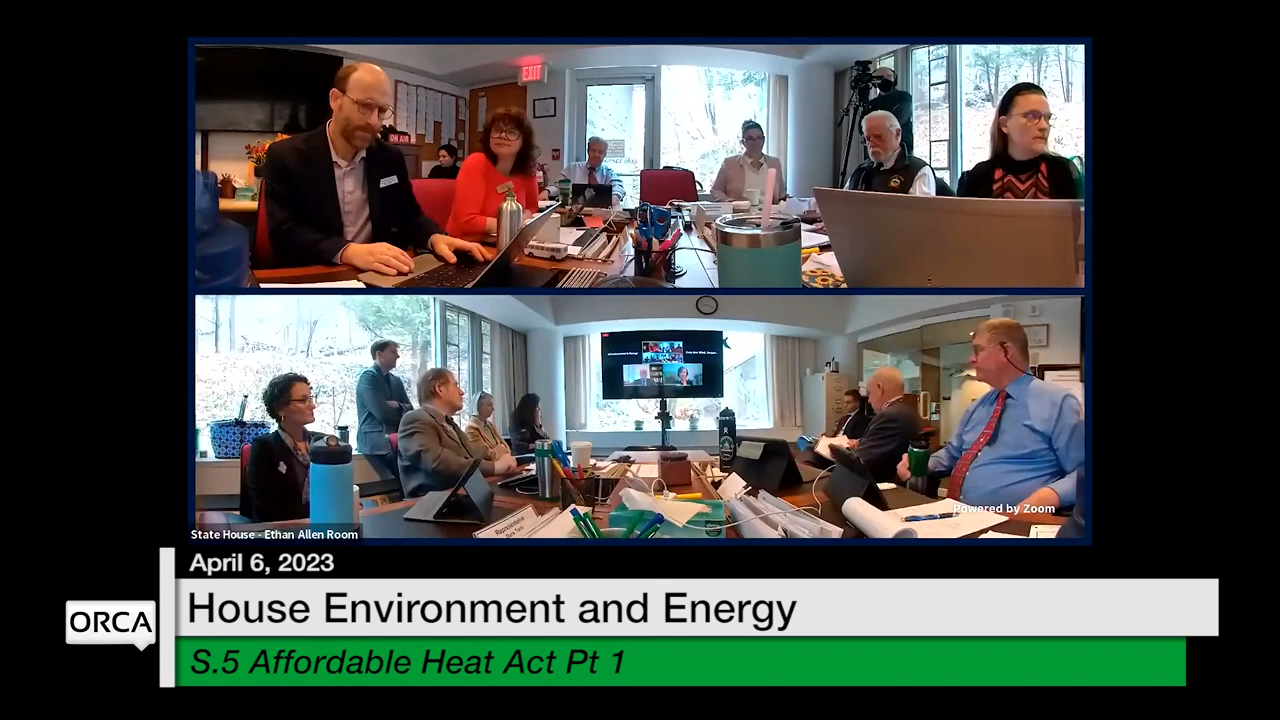 EXIT
ON AIR
Representative
Powered by Zoom
State House - Ethan Allen Room
April 6, 2023
House Environment and Energy
ORCA
S.5 Affordable Heat Act Pt 1